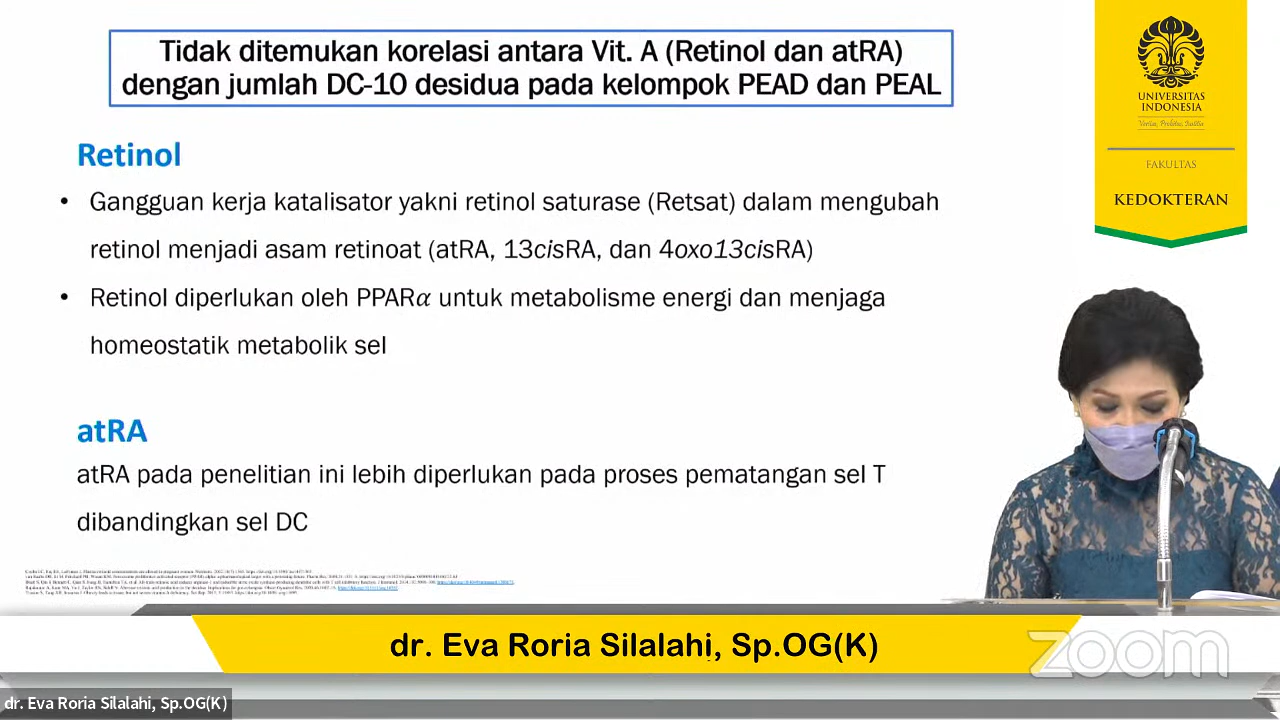 Tidak ditemukan korelasi antara Vit. A (Retinol dan atRA)
dengan jumlah DC-10 desidua pada kelompok PEAD dan PEAL
Retinol
• Gangguan kerja katalisator yakni retinol saturase (Retsat) dalam mengubah
retinol menjadi asam retinoat (atRA, 13cisRA, dan 4oxo13cisRA)
• Retinol diperlukan oleh PPARα untuk metabolisme energi dan menjaga
homeostatik metabolik sel
atRA
atRA pada penelitian ini lebih diperlukan pada proses pematangan sel T
dibandingkan sel DC
UNIVERSITAS
INDONESIA
Veritas, Probitas, Iustitia
FAKULTAS
KEDOKTERAN
dr. Eva Roria Silalahi, Sp.OG(K)
zoom
dr. Eva Roria Silalahi, Sp.OG(K)